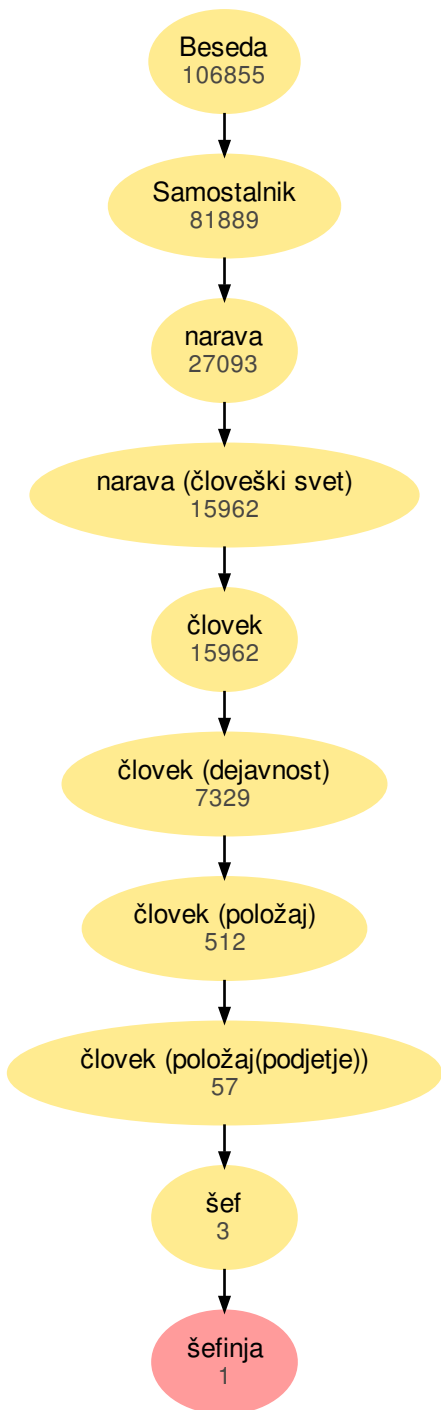 Beseda
106855
Samostalnik
81889
narava
27093
narava (človeški svet)
15962
človek
15962
človek (dejavnost)
7329
človek (položaj)
512
človek (položaj(podjetje))
57
šef
3
šefinja
1